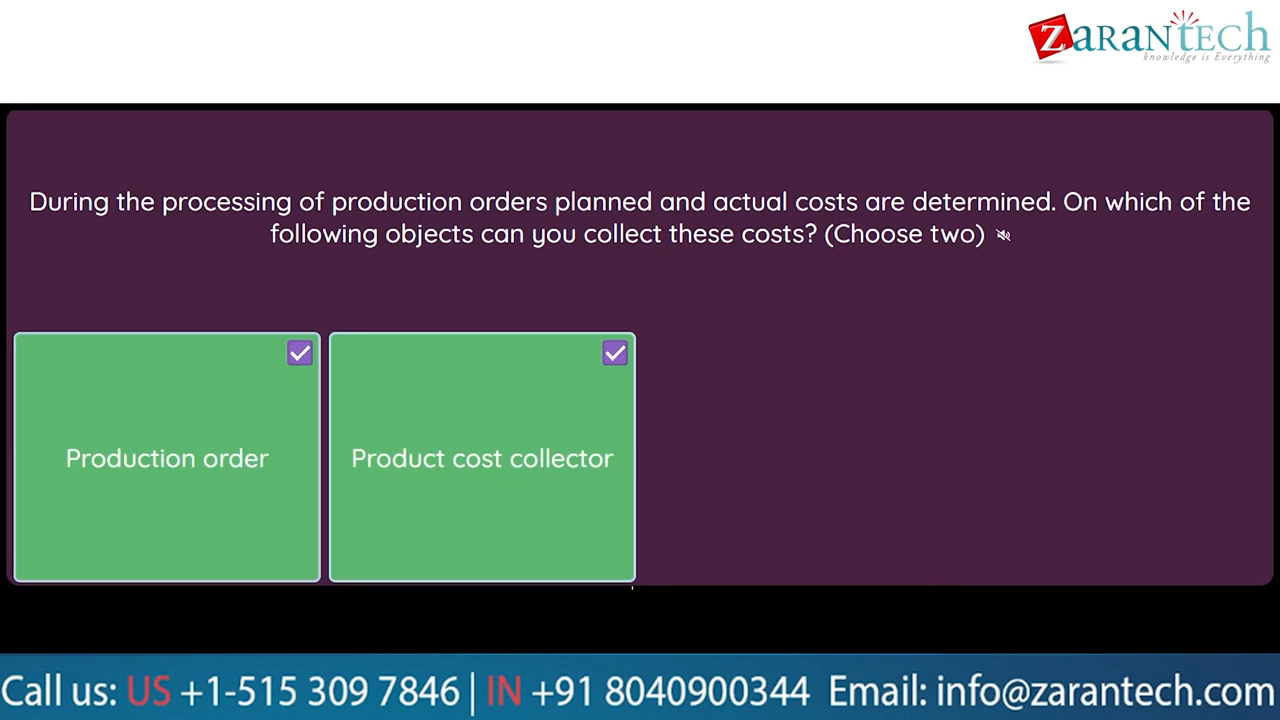 ZARANTECH
knowledge is Everything
During the processing of production orders planned and actual costs are determined. On which of the
following objects can you collect these costs? (Choose two)
Production order
Product cost collector
Call us: US +1-515 309 7846 | IN +91 8040900344 Email: info@zarantech.com